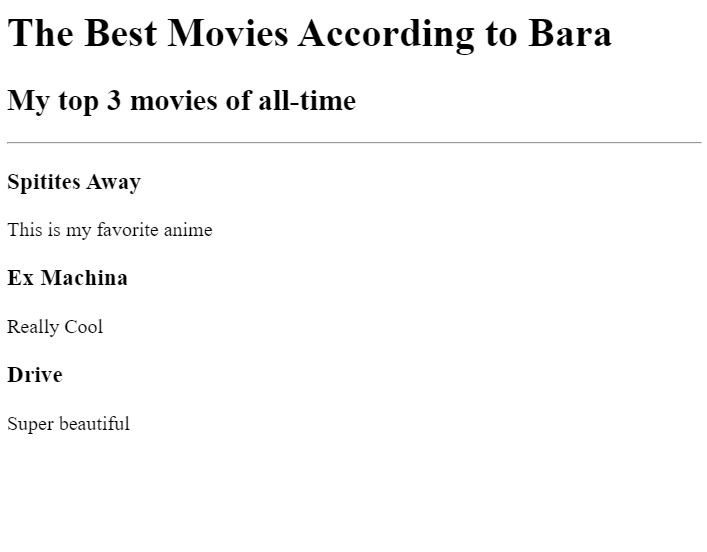 The Best Movies According to Bara
My top 3 movies of all-time
Spitites Away
This is my favorite anime
Ex Machina
Really Cool
Drive
Super beautiful